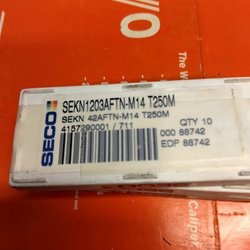 SECO
SEKN1203AFTN-M14 T250M
SEKN 42AFTN-M14 T250M
4157290001 / 711
QTY 10
000 88742
EDP 88742